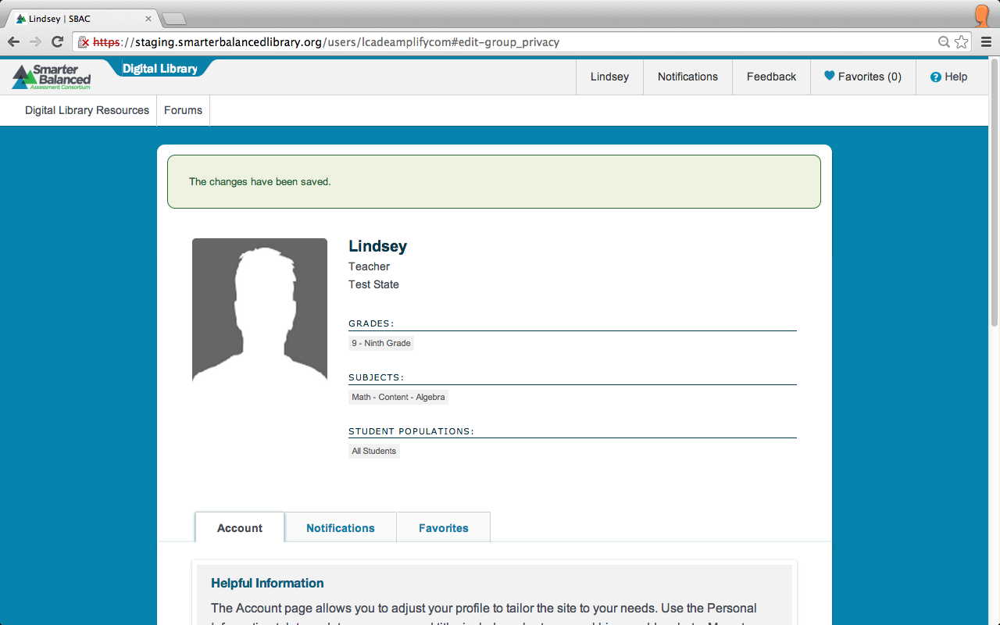 Lindsey | SBAC
https://staging.smarterbalancedlibrary.org/users/lcadeamplifycom#edit-group_privacy
Smarter
Balanced
Assessment Consortium
Digital Library
Lindsey
Notifications
Feedback
Favorites (0)
Help
Digital Library Resources
Forums
The changes have been saved.
Lindsey
Teacher
Test State
GRADES:
9 - Ninth Grade
SUBJECTS:
Math - Content - Algebra
STUDENT POPULATIONS:
All Students
Account
Notifications
Favorites
Helpful Information
The Account page allows you to adjust your profile to tailor the site to your needs. Use the Personal